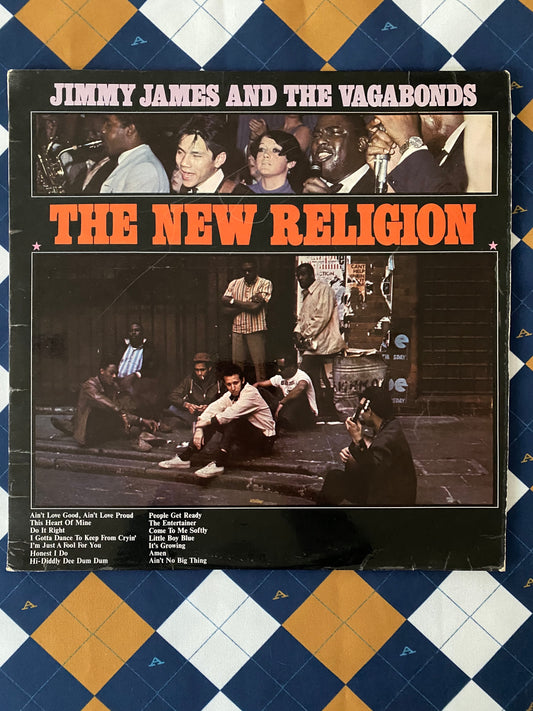 JIMMY JAMES AND THE VAGABONDS
THE NEW RELIGION
CAN'T
HELP
Ain't Love Good, Ain't Love Proud
This Heart Of Mine
Do It Right
I Gotta Dance To Keep From Cryin'
I'm Just A Fool For You
Honest I Do
Hi-Diddly Dee Dum Dum
People Get Ready
The Entertainer
Come To Me Softly
Little Boy Blue
It's Growing
Amen
Ain't No Big Thing